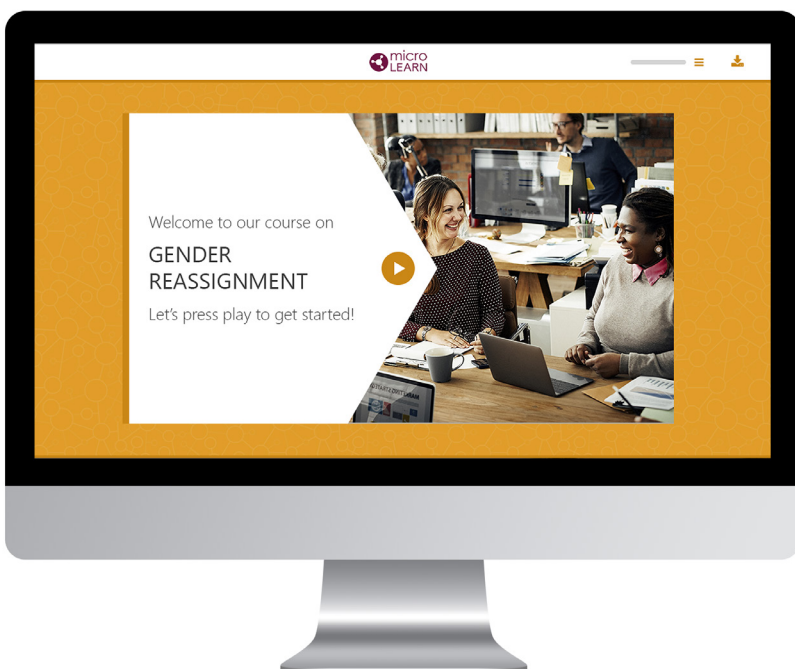 micro
LEARN
Welcome to our course on
GENDER
REASSIGNMENT
Let's press play to get started!